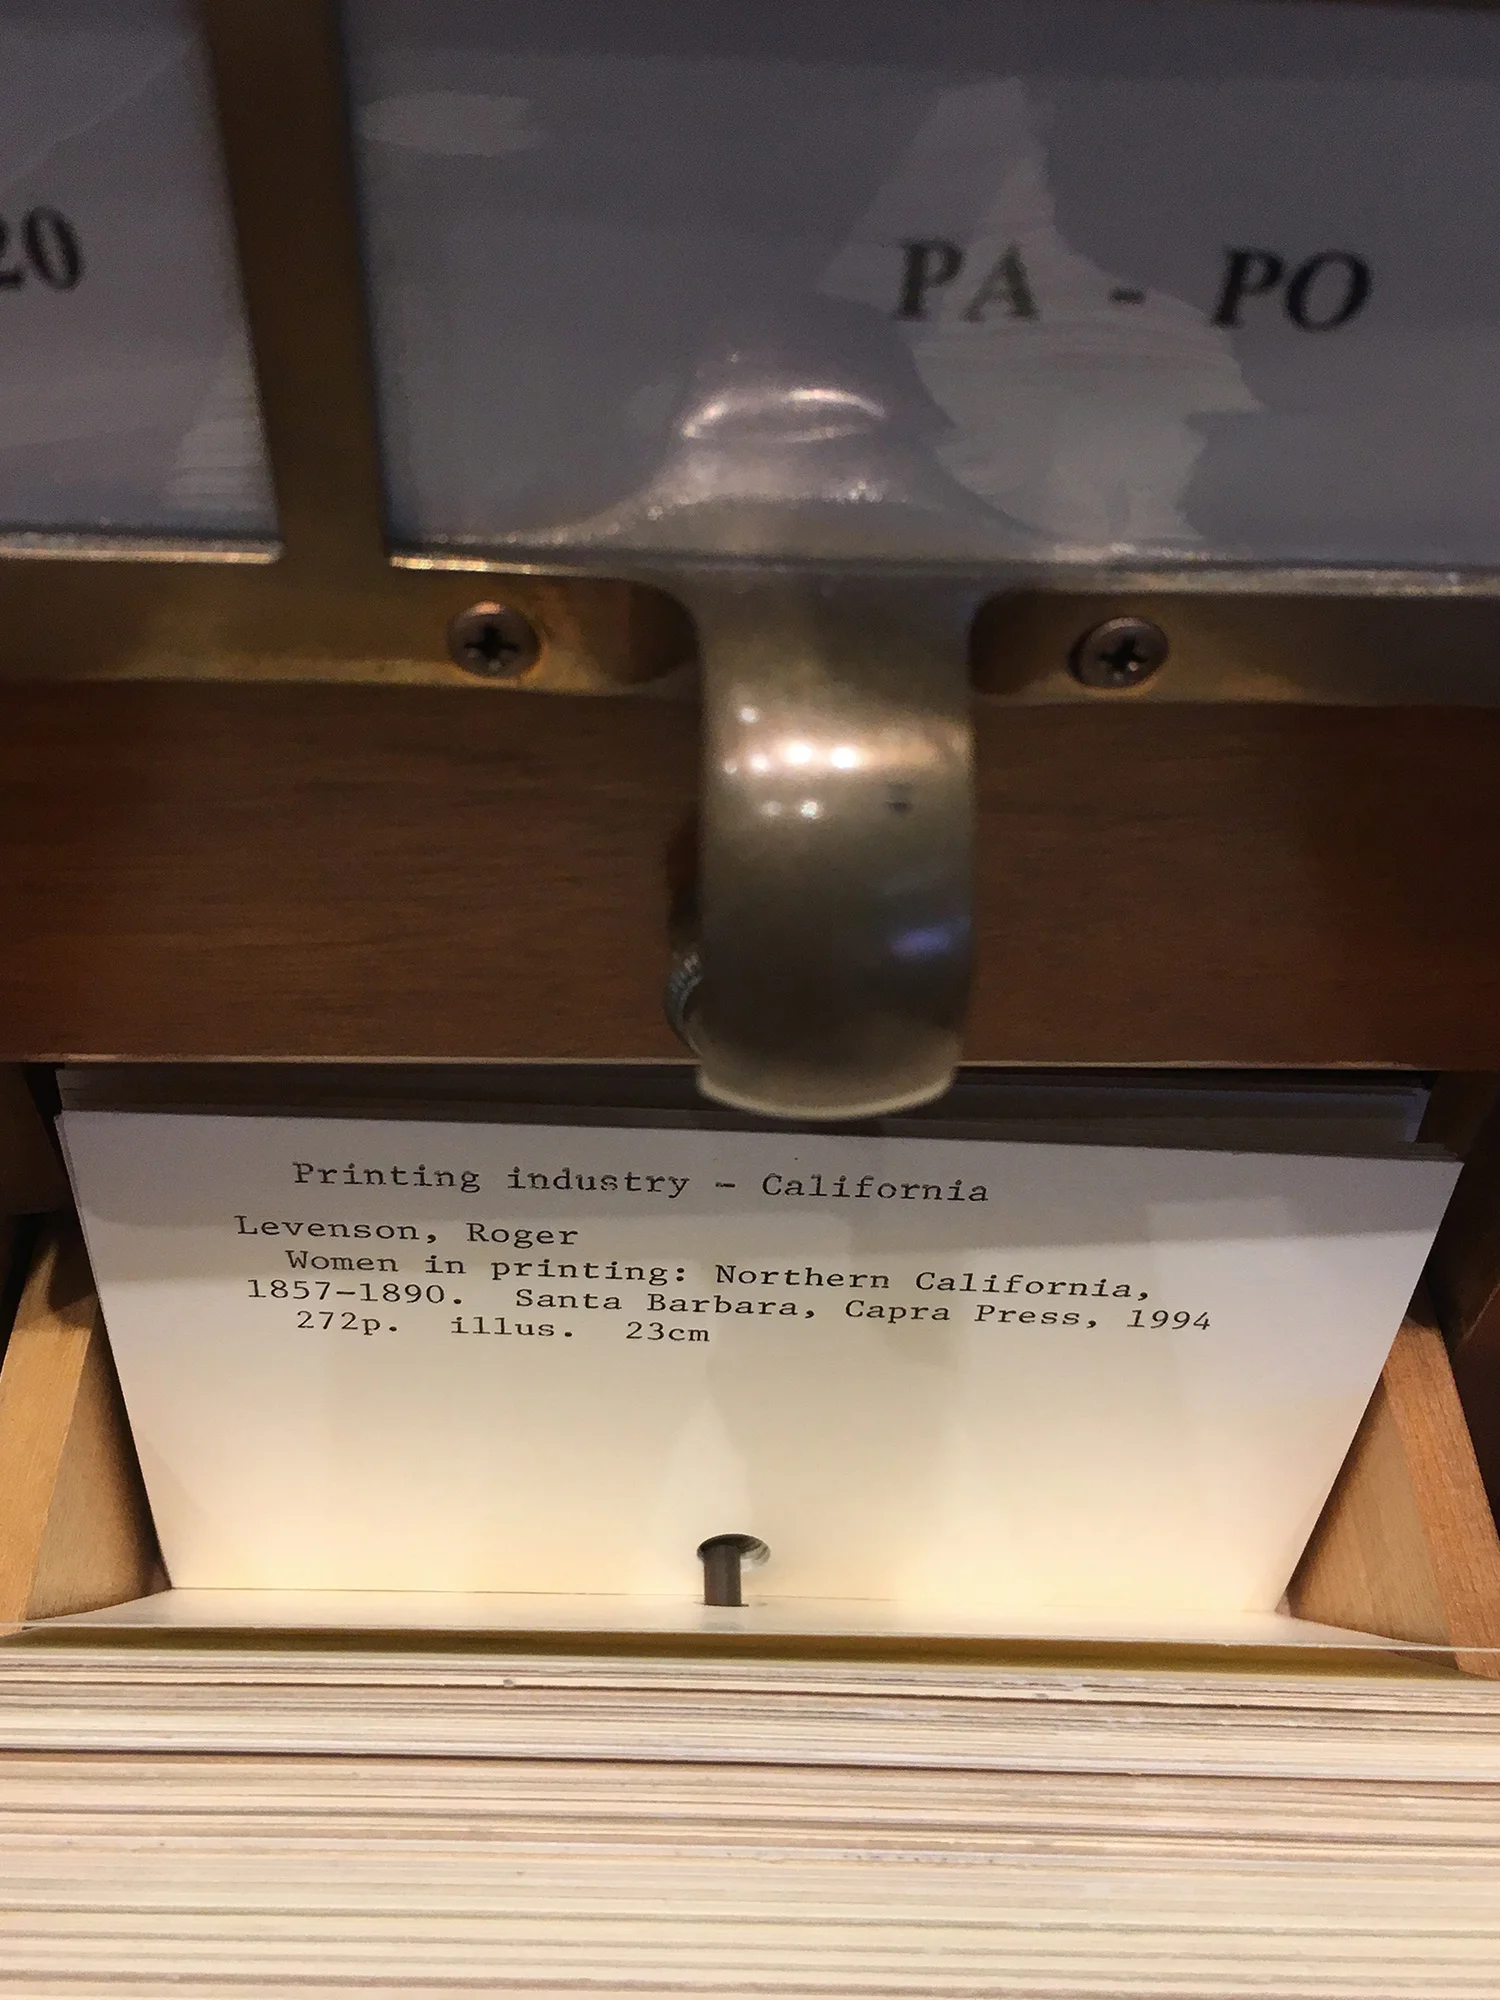 20
PA - PO
Printing industry - California
Levenson, Roger
Women in printing: Northern California,
1857-1890. Santa Barbara, Capra Press, 1994
272p. illus. 23cm